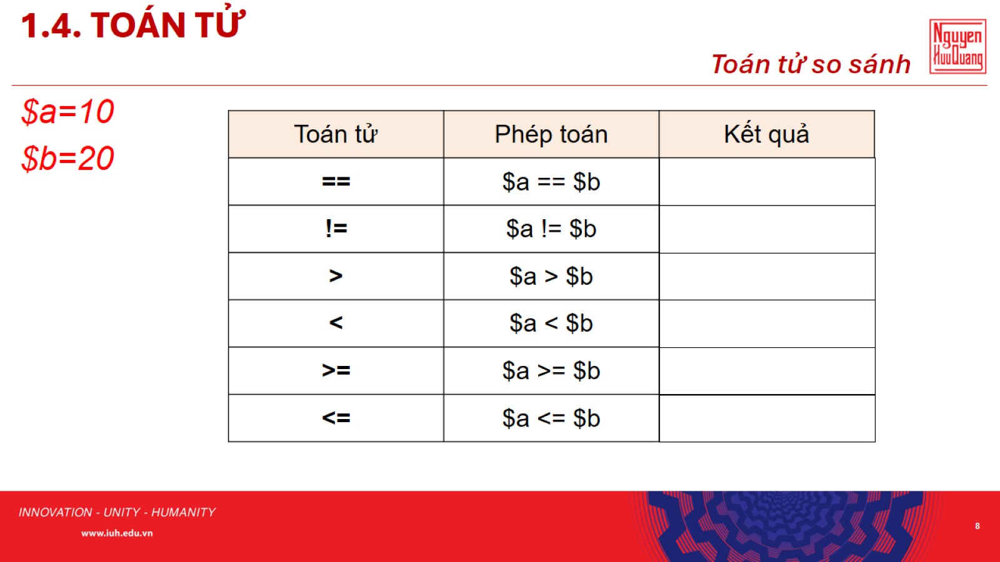 1.4. TOÁN TỬ
Nguyen
HuuQuang
Toán tử so sánh
$a=10
$b=20
Toán tử Phép toán Kết quả
== $a == $b
!= $a != $b
> $a > $b
< $a < $b
>= $a >= $b
<= $a <= $b
INNOVATION - UNITY - HUMANITY
www.iuh.edu.vn
8